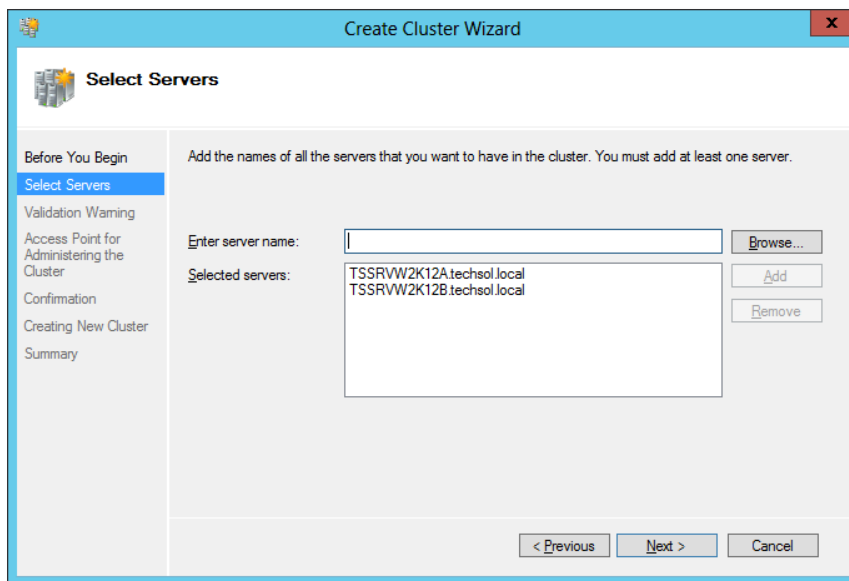 Create Cluster Wizard
x
Select Servers
Before You Begin
Select Servers
Validation Warning
Access Point for
Administering the
Cluster
Confirmation
Creating New Cluster
Summary
Add the names of all the servers that you want to have in the cluster. You must add at least one server.
Enter server name:
Browse...
Selected servers:
TSSRVW2K12A.techsol.local
TSSRVW2K12B.techsol.local
Add
Remove
< Previous
Next >
Cancel